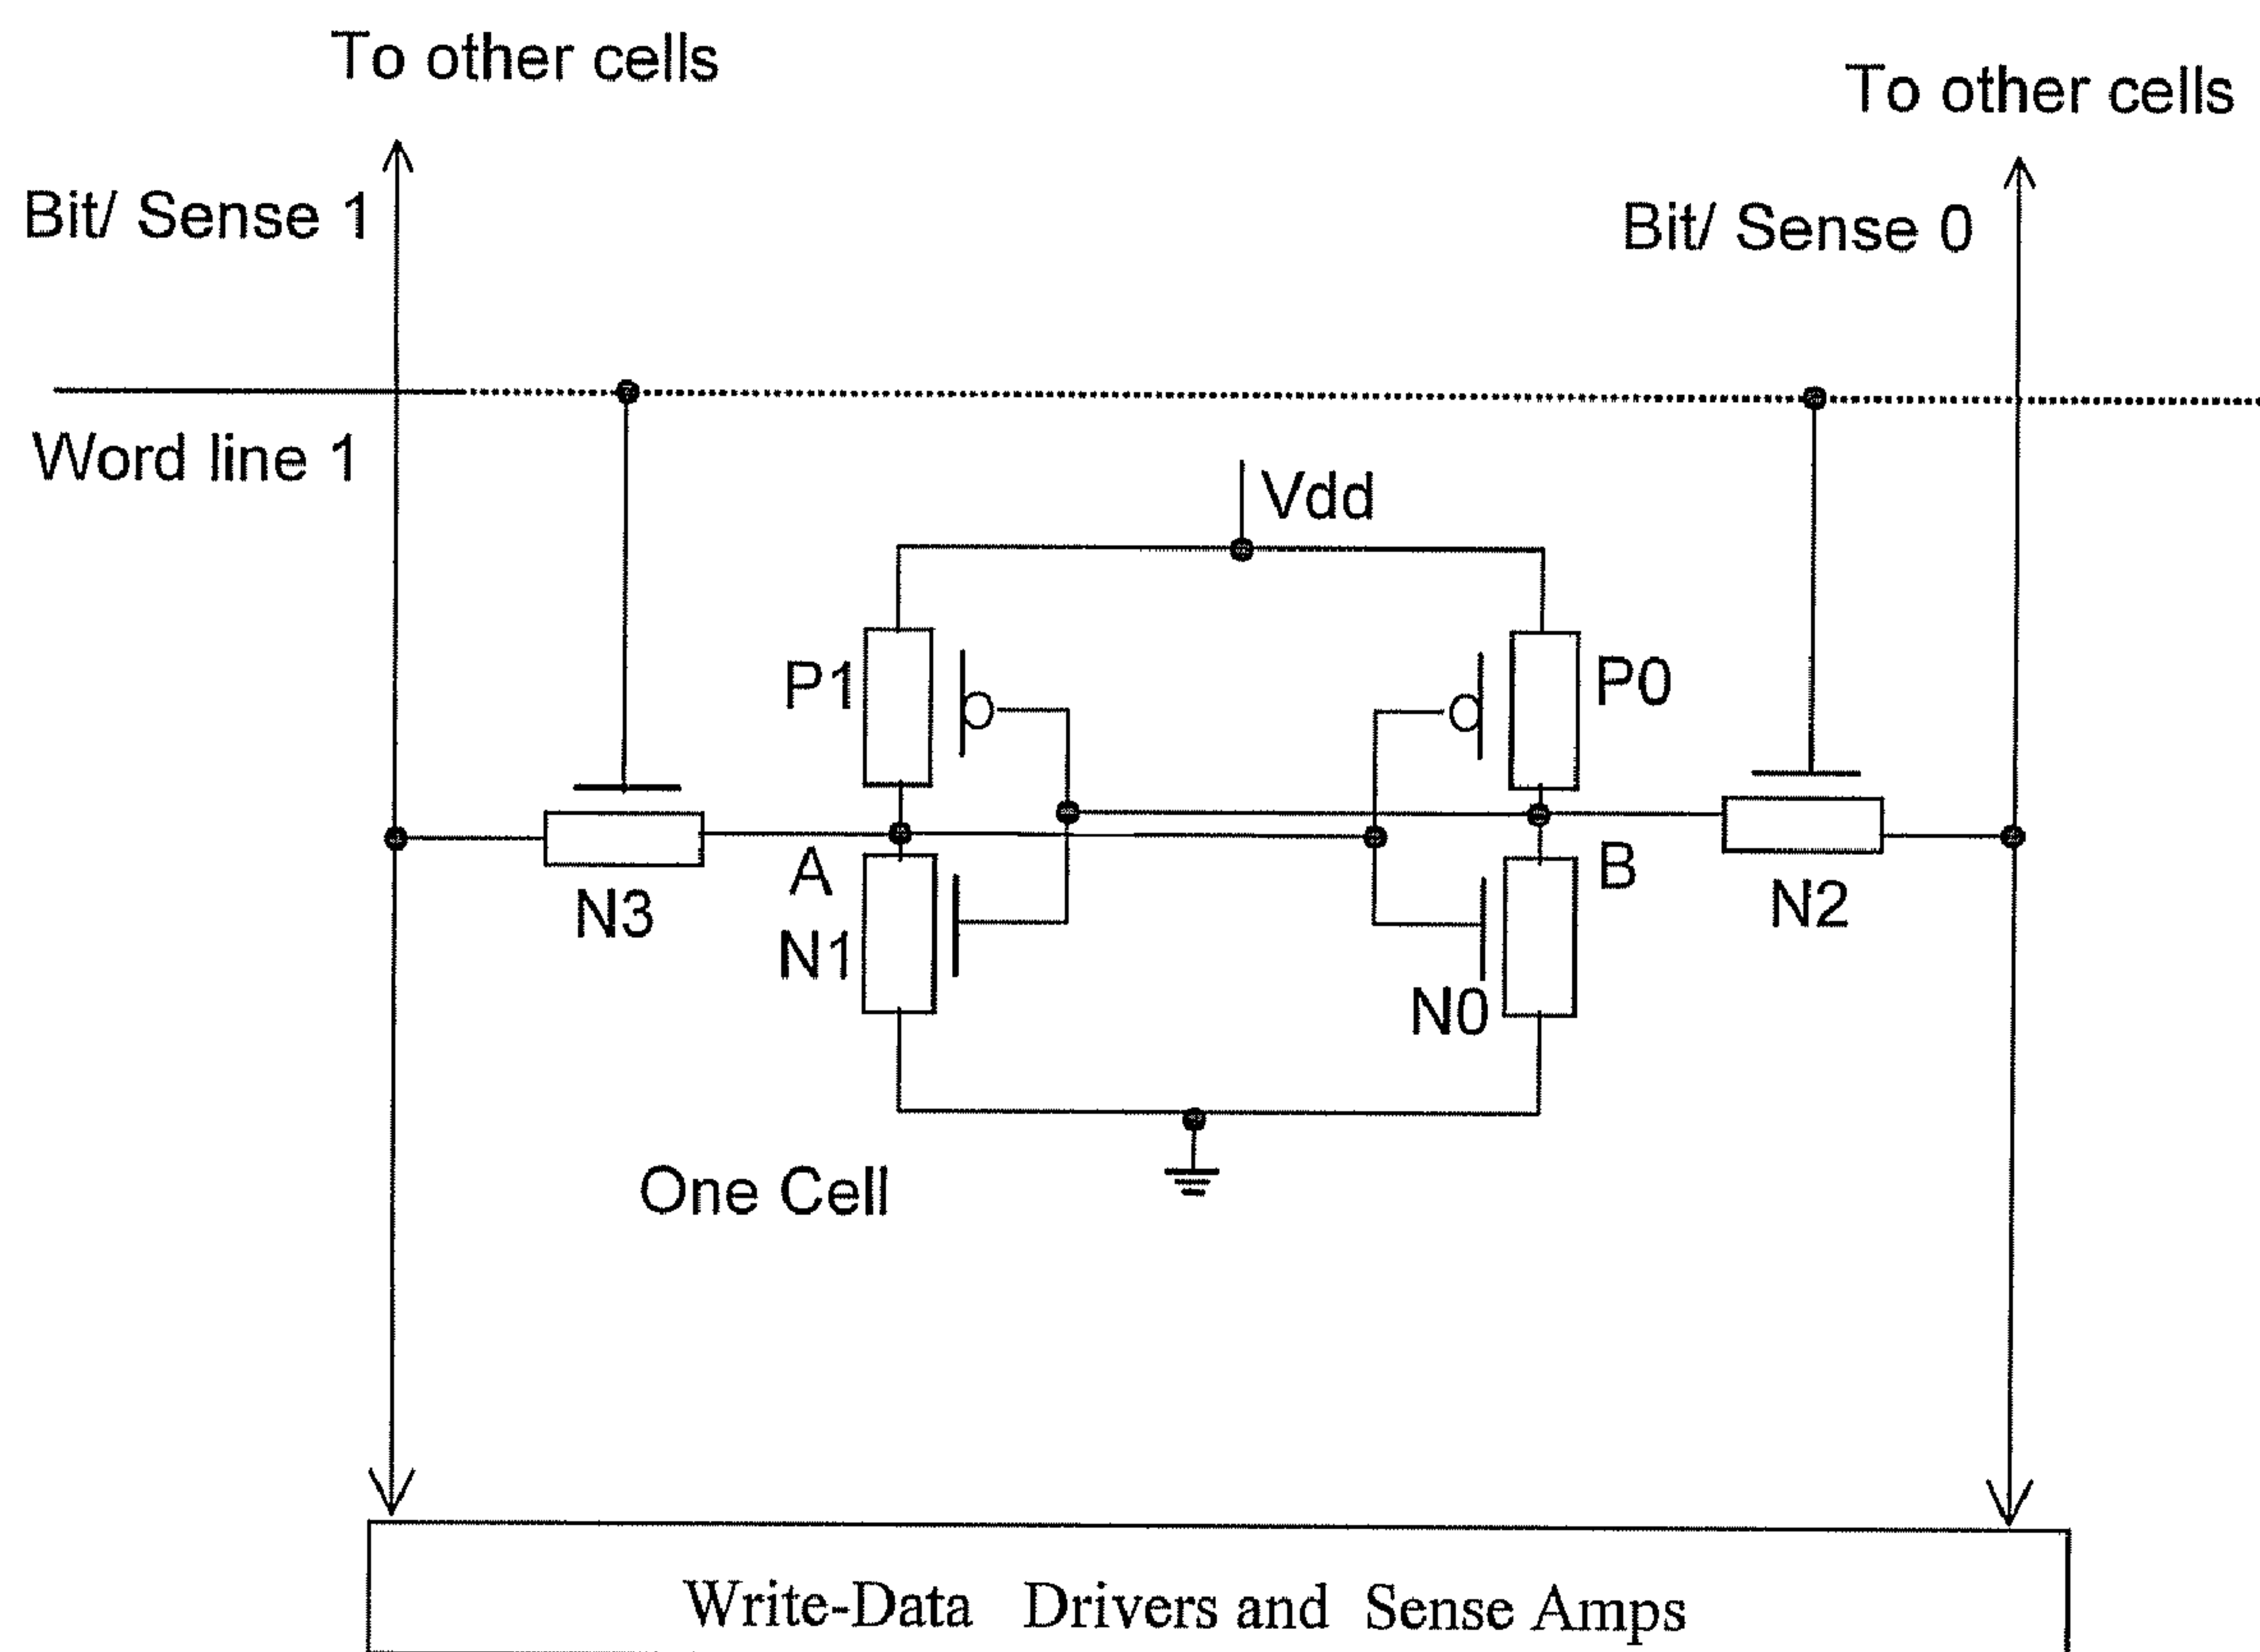 To other cells
To other cells
Bit/ Sense 1
Bit/ Sense 0
Word line 1
Vdd
P1
P0
A
B
N3
N2
N1
N0
One Cell
Write-Data Drivers and Sense Amps